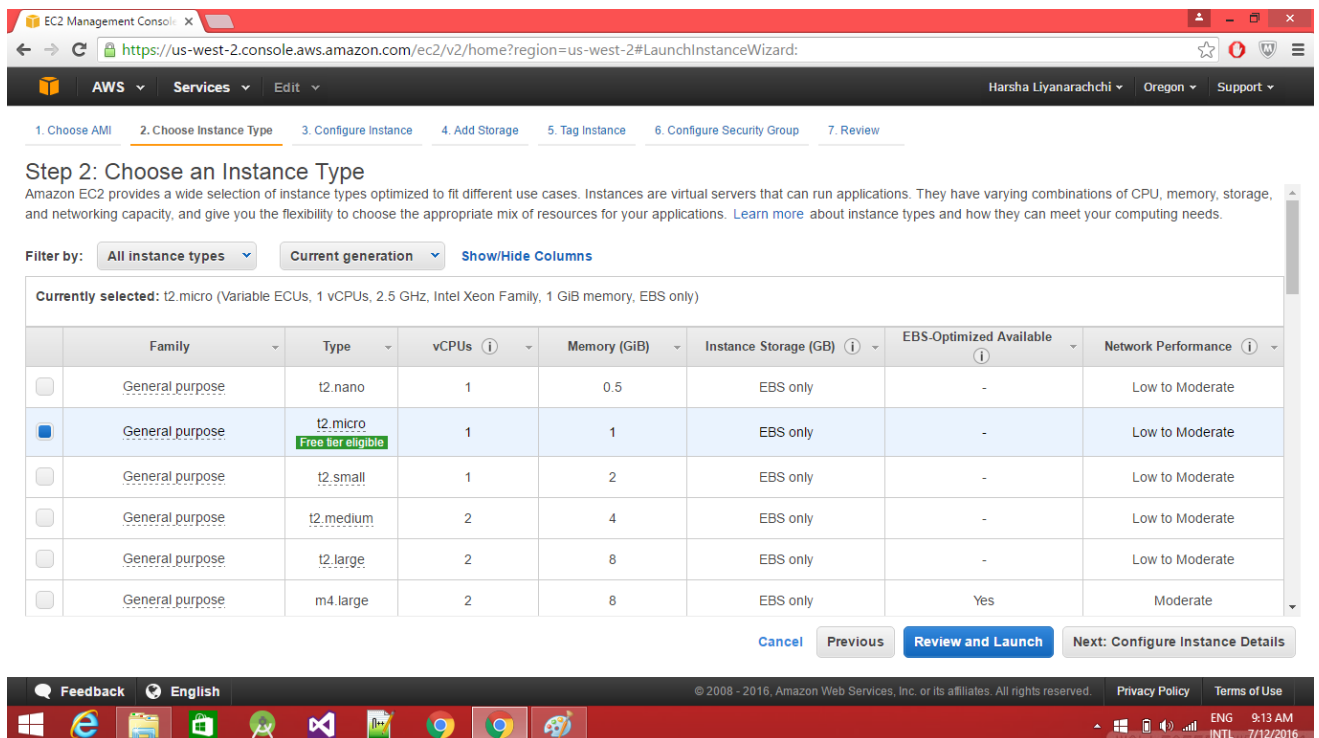 EC2 Management Console
https://us-west-2.console.aws.amazon.com/ec2/v2/home?region=us-west-2#LaunchInstanceWizard:
AWS Services Edit Harsha Liyanarachchi Oregon Support
1. Choose AMI 2. Choose Instance Type 3. Configure Instance 4. Add Storage 5. Tag Instance 6. Configure Security Group 7. Review
Step 2: Choose an Instance Type
Amazon EC2 provides a wide selection of instance types optimized to fit different use cases. Instances are virtual servers that can run applications. They have varying combinations of CPU, memory, storage,
and networking capacity, and give you the flexibility to choose the appropriate mix of resources for your applications. Learn more about instance types and how they can meet your computing needs.
Filter by: All instance types Current generation Show/Hide Columns
Currently selected: t2.micro (Variable ECUs, 1 vCPUs, 2.5 GHz, Intel Xeon Family, 1 GiB memory, EBS only)
Family Type vCPUs Memory (GiB) Instance Storage (GB) EBS-Optimized Available Network Performance
General purpose t2.nano 1 0.5 EBS only - Low to Moderate
General purpose t2.micro 1 1 EBS only - Low to Moderate
Free tier eligible
General purpose t2.small 1 2 EBS only - Low to Moderate
General purpose t2.medium 2 4 EBS only - Low to Moderate
General purpose t2.large 2 8 EBS only - Low to Moderate
General purpose m4.large 2 8 EBS only Yes Moderate
Cancel Previous Review and Launch Next: Configure Instance Details
Feedback English © 2008 - 2016, Amazon Web Services, Inc. or its affiliates. All rights reserved. Privacy Policy Terms of Use
ENG 9:13 AM
INTL 7/12/2016